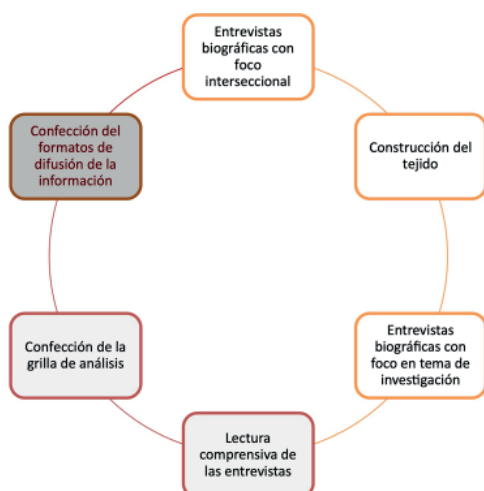 Entrevistas
biográficas con
foco
interseccional
Construcción del
tejido
Entrevistas
biográficas con
foco en tema de
investigación
Lectura
comprensiva de
las entrevistas
Confección de la
grilla de análisis
Confección del
formatos de
difusión de la
información